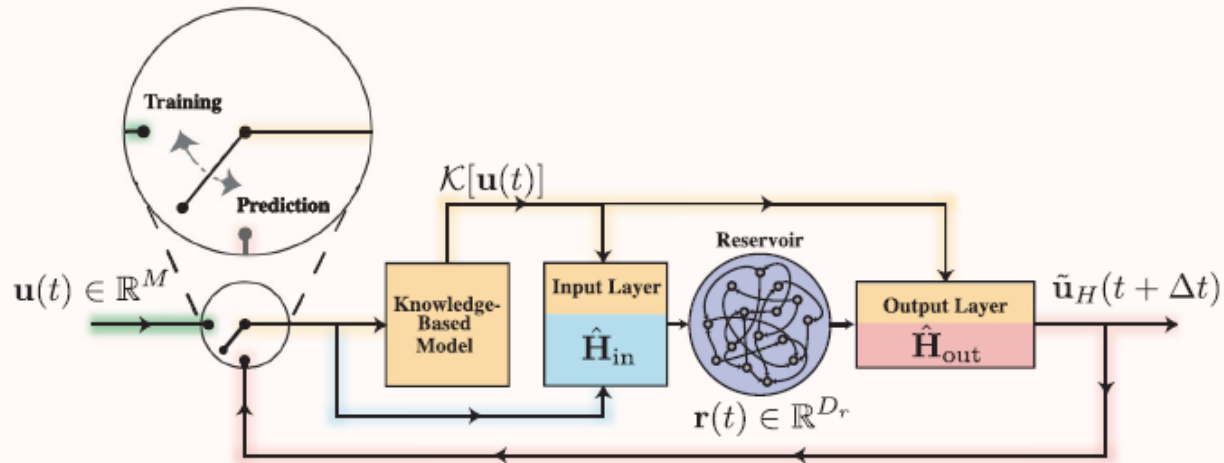 Training
Prediction
𝒦[𝐮(t)]
Reservoir
𝐮(t) ∈ ℝ^M
Knowledge-
Based
Model
Input Layer
Ĥ_in
Output Layer
Ĥ_out
ũ_H(t + Δt)
𝐫(t) ∈ ℝ^{D_r}